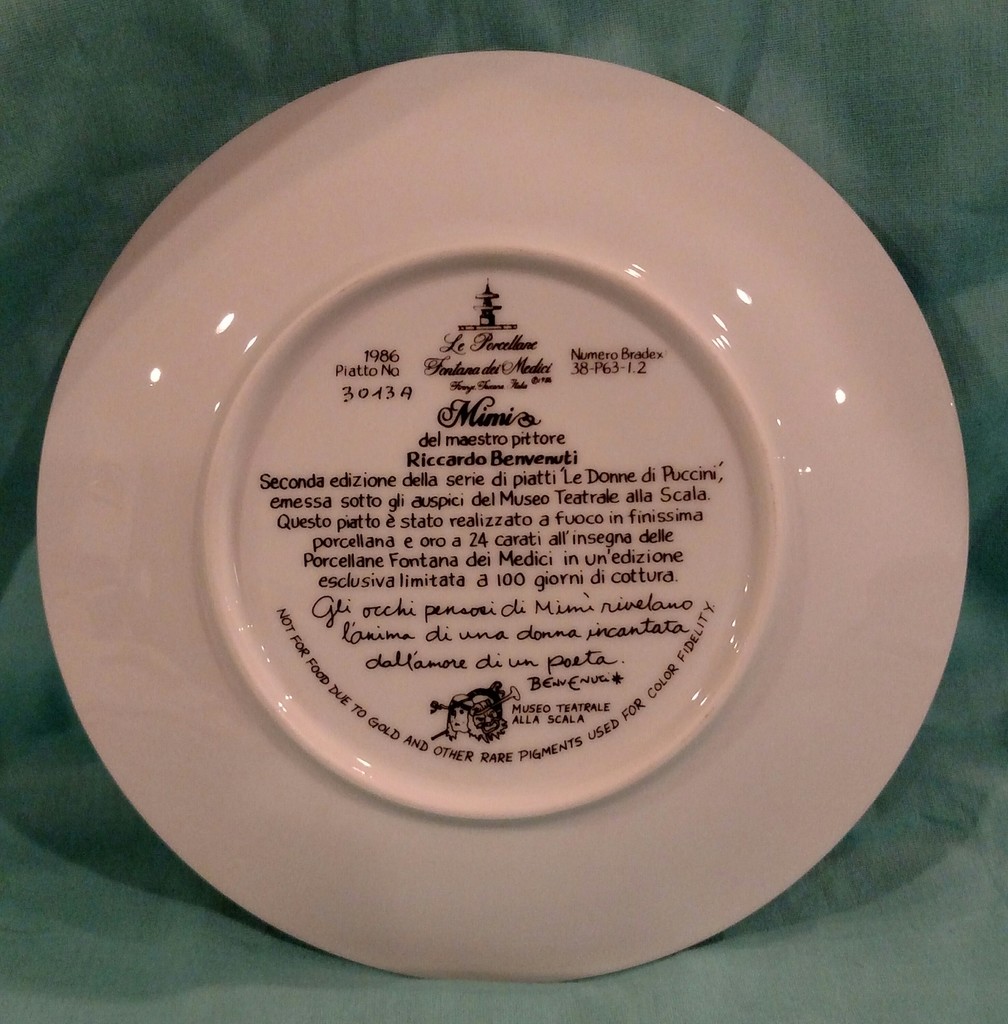 Le Porcellane
1986
Piatto No
3013A
Fontana dei Medici
Numero Bradex
38-P63-1.2
Mimi
del maestro pittore
Riccardo Benvenuti
Seconda edizione della serie di piatti 'Le Donne di Puccini',
emessa sotto gli auspici del Museo Teatrale alla Scala.
Questo piatto è stato realizzato a fuoco in finissima
porcellana e oro a 24 carati all'insegna delle
Porcellane Fontana dei Medici in un'edizione
esclusiva limitata a 100 giorni di cottura.
Gli occhi pensosi di Mimì rivelano
l'anima di una donna incantata
dall'amore di un poeta.
BENVENUTI*
MUSEO TEATRALE
ALLA SCALA
NOT FOR FOOD DUE TO GOLD AND OTHER RARE PIGMENTS USED FOR COLOR FIDELITY.